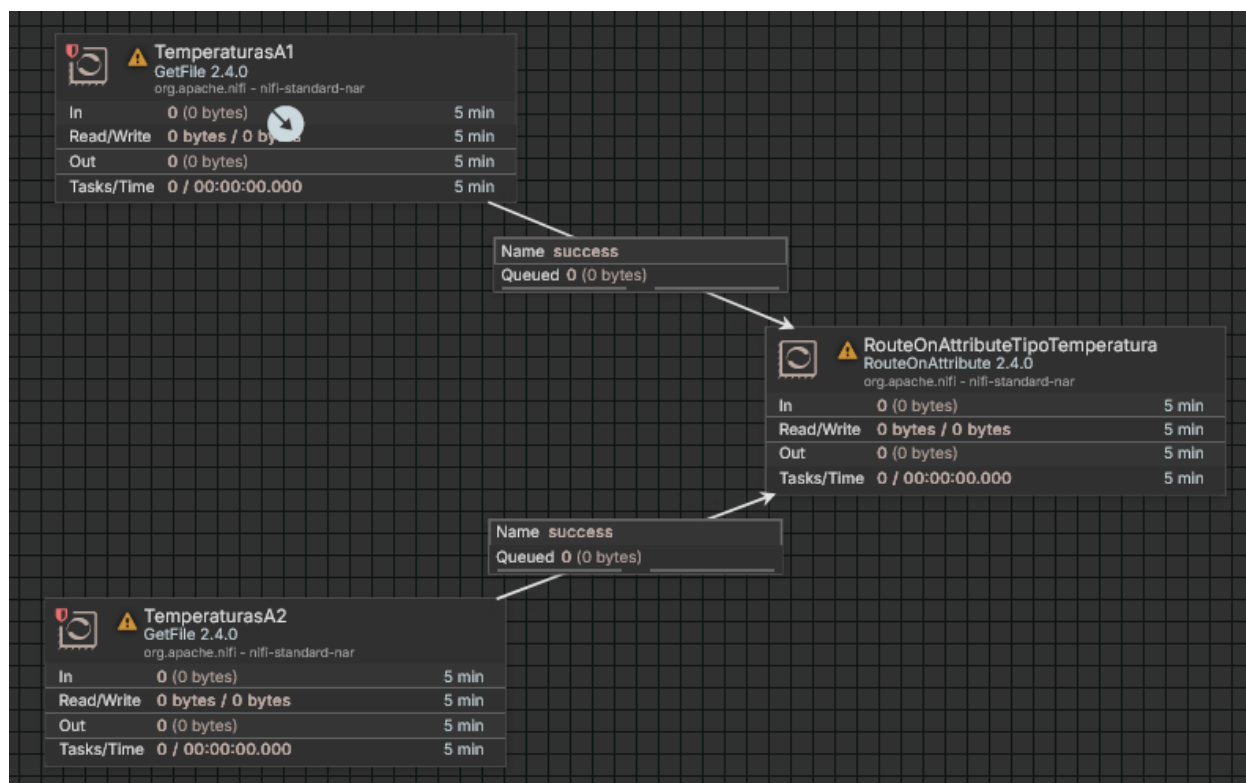 TemperaturasA1
GetFile 2.4.0
org.apache.nifi - nifi-standard-nar
In 0 (0 bytes) 5 min
Read/Write 0 bytes / 0 by 5 min
Out 0 (0 bytes) 5 min
Tasks/Time 0 / 00:00:00.000 5 min
Name success
Queued 0 (0 bytes)
RouteOnAttributeTipoTemperatura
RouteOnAttribute 2.4.0
org.apache.nifi - nifi-standard-nar
In 0 (0 bytes) 5 min
Read/Write 0 bytes / 0 bytes 5 min
Out 0 (0 bytes) 5 min
Tasks/Time 0 / 00:00:00.000 5 min
Name success
Queued 0 (0 bytes)
TemperaturasA2
GetFile 2.4.0
org.apache.nifi - nifi-standard-nar
In 0 (0 bytes) 5 min
Read/Write 0 bytes / 0 bytes 5 min
Out 0 (0 bytes) 5 min
Tasks/Time 0 / 00:00:00.000 5 min